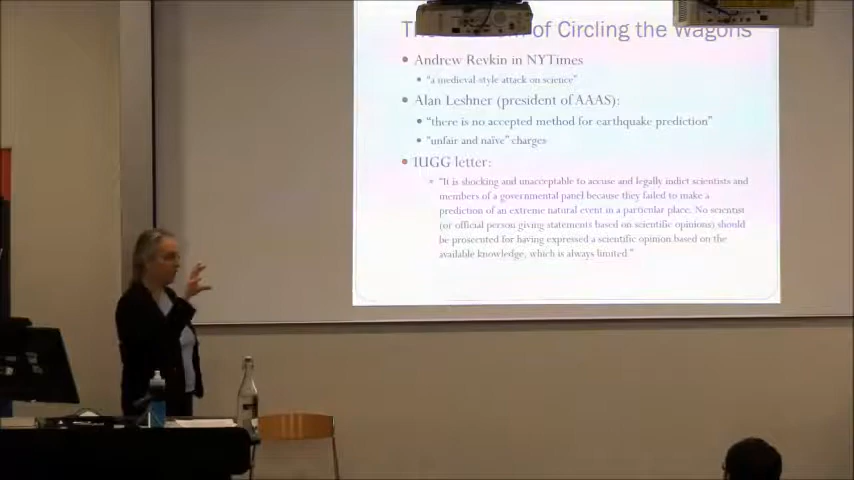 of Circling the Wagons
Andrew Revkin in NYTimes
"a medieval-style attack on science"
Alan Leshner (president of AAAS):
"there is no accepted method for earthquake prediction"
"unfair and naïve" charges
IUGG letter:
"It is shocking and unacceptable to accuse and legally indict scientists and
members of a governmental panel because they failed to make a
prediction of an extreme natural event in a particular place. No scientist
(or official person giving statements based on scientific opinions) should
be prosecuted for having expressed a scientific opinion based on the
available knowledge, which is always limited"